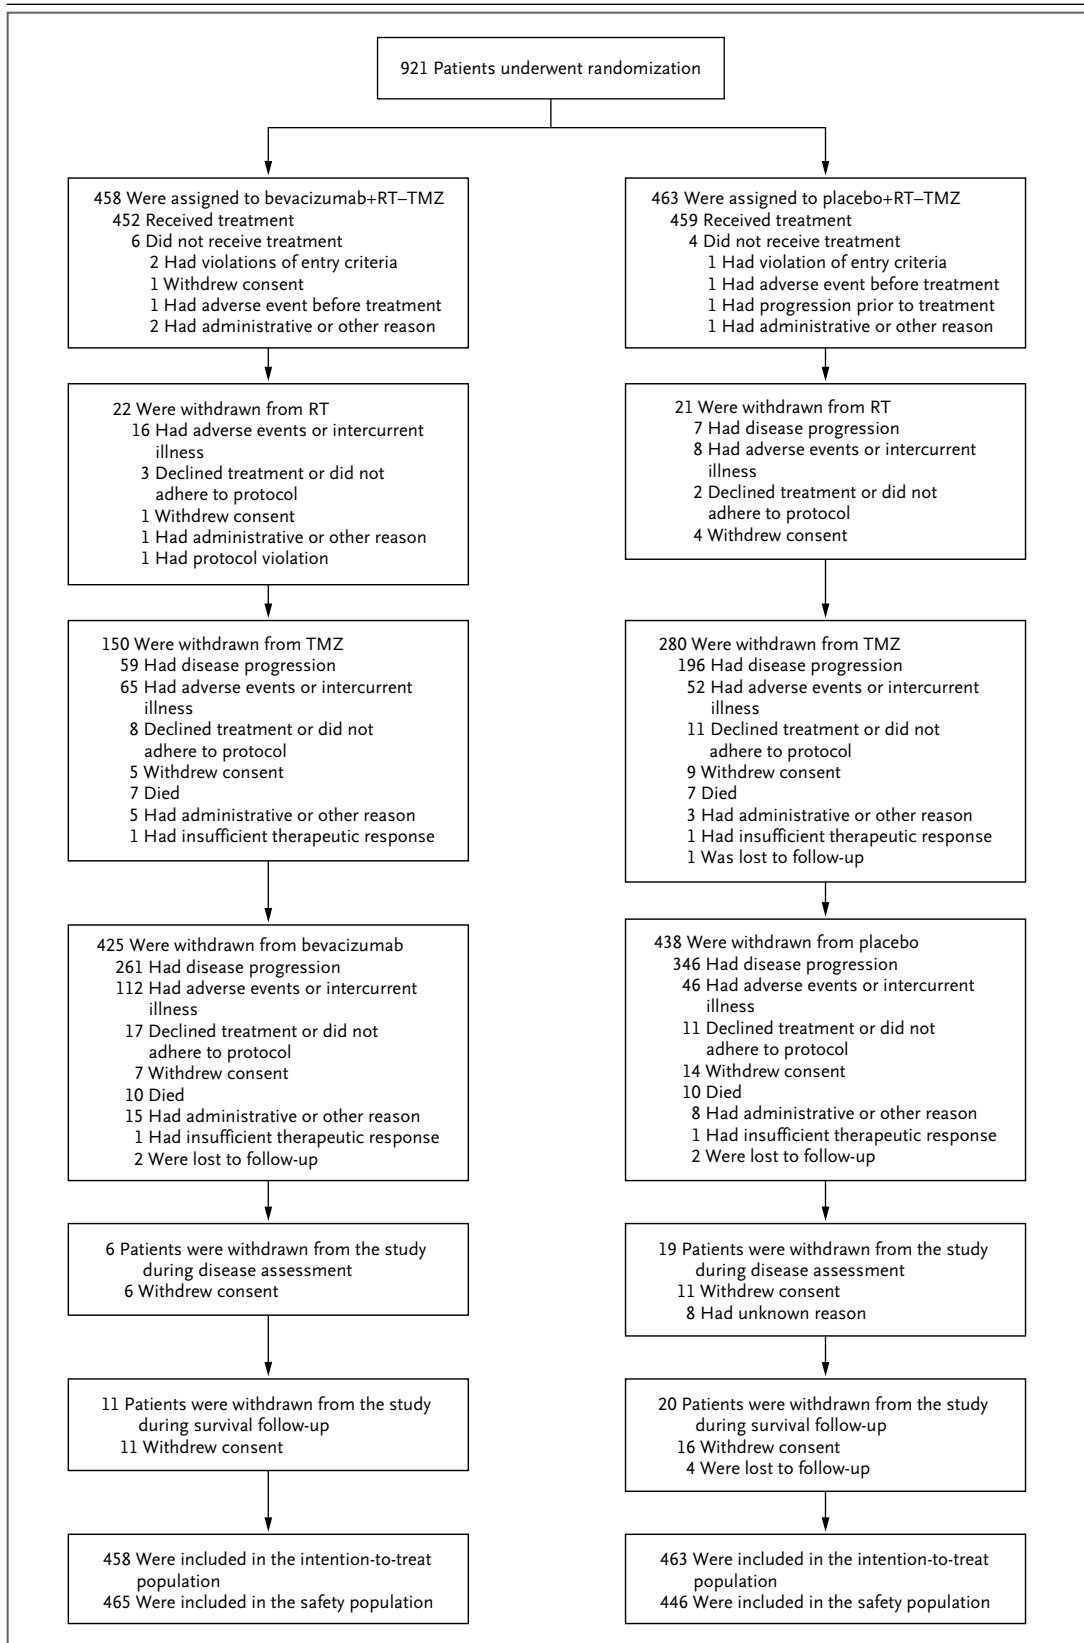 921 Patients underwent randomization
458 Were assigned to bevacizumab+RT–TMZ
452 Received treatment
6 Did not receive treatment
2 Had violations of entry criteria
1 Withdrew consent
1 Had adverse event before treatment
2 Had administrative or other reason
463 Were assigned to placebo+RT–TMZ
459 Received treatment
4 Did not receive treatment
1 Had violation of entry criteria
1 Had adverse event before treatment
1 Had progression prior to treatment
1 Had administrative or other reason
22 Were withdrawn from RT
16 Had adverse events or intercurrent
illness
3 Declined treatment or did not
adhere to protocol
1 Withdrew consent
1 Had administrative or other reason
1 Had protocol violation
21 Were withdrawn from RT
7 Had disease progression
8 Had adverse events or intercurrent
illness
2 Declined treatment or did not
adhere to protocol
4 Withdrew consent
150 Were withdrawn from TMZ
59 Had disease progression
65 Had adverse events or intercurrent
illness
8 Declined treatment or did not
adhere to protocol
5 Withdrew consent
7 Died
5 Had administrative or other reason
1 Had insufficient therapeutic response
280 Were withdrawn from TMZ
196 Had disease progression
52 Had adverse events or intercurrent
illness
11 Declined treatment or did not
adhere to protocol
9 Withdrew consent
7 Died
3 Had administrative or other reason
1 Had insufficient therapeutic response
1 Was lost to follow-up
425 Were withdrawn from bevacizumab
261 Had disease progression
112 Had adverse events or intercurrent
illness
17 Declined treatment or did not
adhere to protocol
7 Withdrew consent
10 Died
15 Had administrative or other reason
1 Had insufficient therapeutic response
2 Were lost to follow-up
438 Were withdrawn from placebo
346 Had disease progression
46 Had adverse events or intercurrent
illness
11 Declined treatment or did not
adhere to protocol
14 Withdrew consent
10 Died
8 Had administrative or other reason
1 Had insufficient therapeutic response
2 Were lost to follow-up
6 Patients were withdrawn from the study
during disease assessment
6 Withdrew consent
19 Patients were withdrawn from the study
during disease assessment
11 Withdrew consent
8 Had unknown reason
11 Patients were withdrawn from the study
during survival follow-up
11 Withdrew consent
20 Patients were withdrawn from the study
during survival follow-up
16 Withdrew consent
4 Were lost to follow-up
458 Were included in the intention-to-treat
population
465 Were included in the safety population
463 Were included in the intention-to-treat
population
446 Were included in the safety population